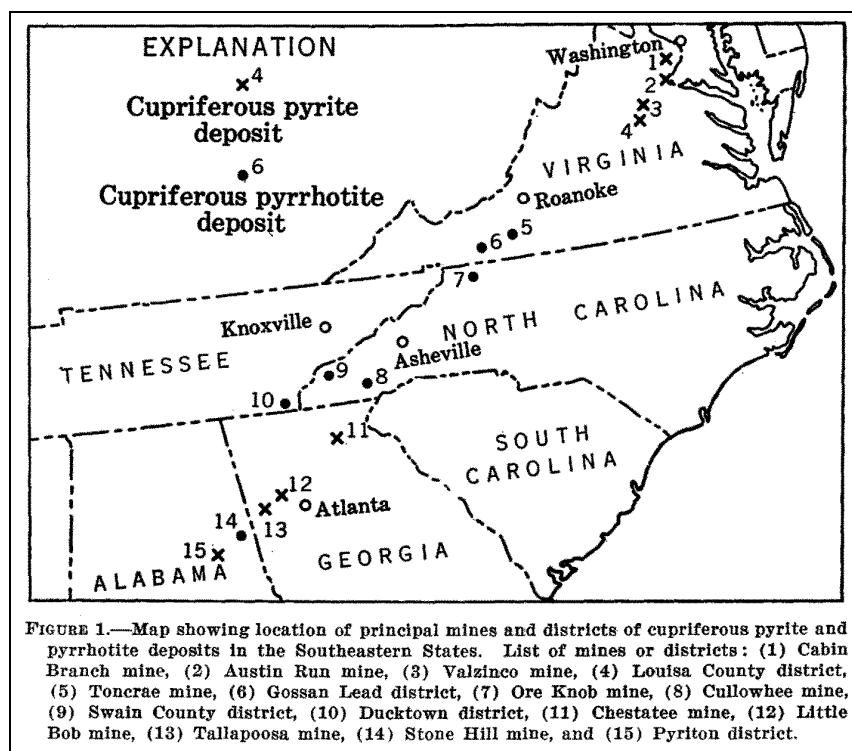 EXPLANATION
4
Cupriferous pyrite
deposit
6
Cupriferous pyrrhotite
deposit
Washington
1
2
3
4
VIRGINIA
Roanoke
5
6
7
Knoxville
NORTH CAROLINA
Asheville
TENNESSEE
9
8
10
11
SOUTH
CAROLINA
12
Atlanta
13
14
15
GEORGIA
ALABAMA
FIGURE 1.—Map showing location of principal mines and districts of cupriferous pyrite and
pyrrhotite deposits in the Southeastern States. List of mines or districts: (1) Cabin
Branch mine, (2) Austin Run mine, (3) Valzinco mine, (4) Louisa County district,
(5) Toncrae mine, (6) Gossan Lead district, (7) Ore Knob mine, (8) Cullowhee mine,
(9) Swain County district, (10) Ducktown district, (11) Chestatee mine, (12) Little
Bob mine, (13) Tallapoosa mine, (14) Stone Hill mine, and (15) Pyriton district.